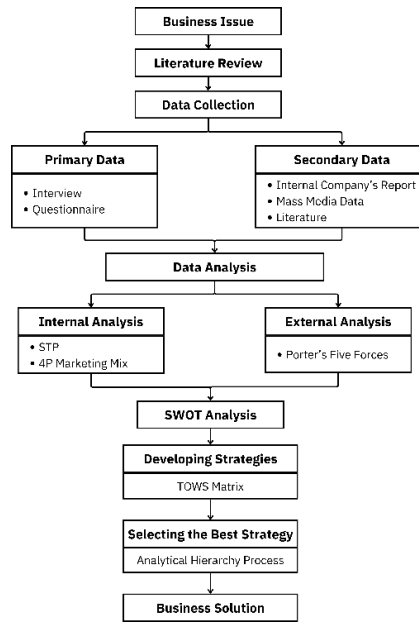 Business Issue
Literature Review
Data Collection
Primary Data
• Interview
• Questionnaire
Secondary Data
• Internal Company's Report
• Mass Media Data
• Literature
Data Analysis
Internal Analysis
• STP
• 4P Marketing Mix
External Analysis
• Porter's Five Forces
SWOT Analysis
Developing Strategies
TOWS Matrix
Selecting the Best Strategy
Analytical Hierarchy Process
Business Solution